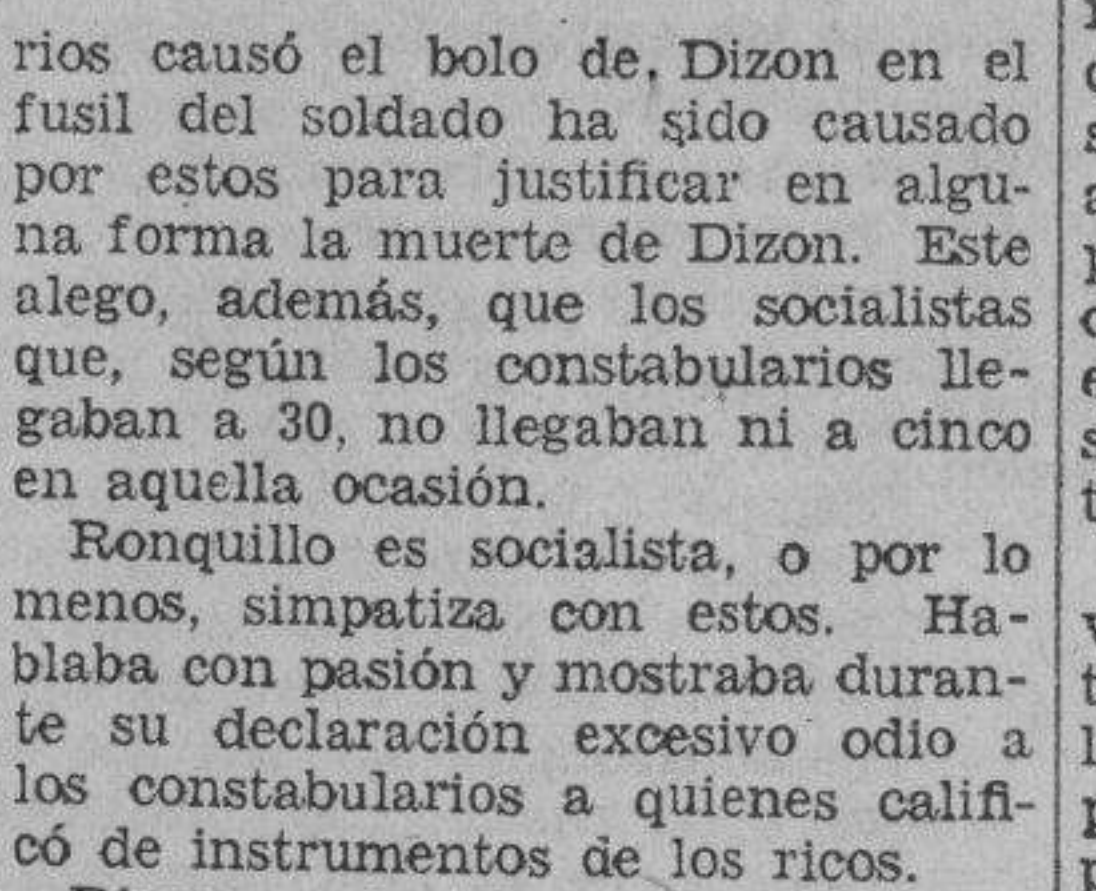 rios causó el bolo de, Dizon en el
fusil del soldado ha sido causado
por estos para justificar en algu-
na forma la muerte de Dizon. Este
alego, además, que los socialistas
que, según los constabularios lle-
gaban a 30, no llegaban ni a cinco
en aquella ocasión.
Ronquillo es socialista, o por lo
menos, simpatiza con estos. Ha-
blaba con pasión y mostraba duran-
te su declaración excesivo odio a
los constabularios a quienes califi-
có de instrumentos de los ricos.